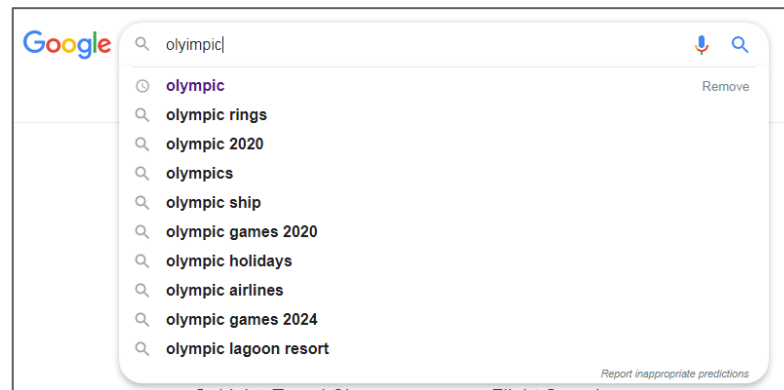 Google olyimpic
olympic Remove
olympic rings
olympic 2020
olympics
olympic ship
olympic games 2020
olympic holidays
olympic airlines
olympic games 2024
olympic lagoon resort
Report inappropriate predictions